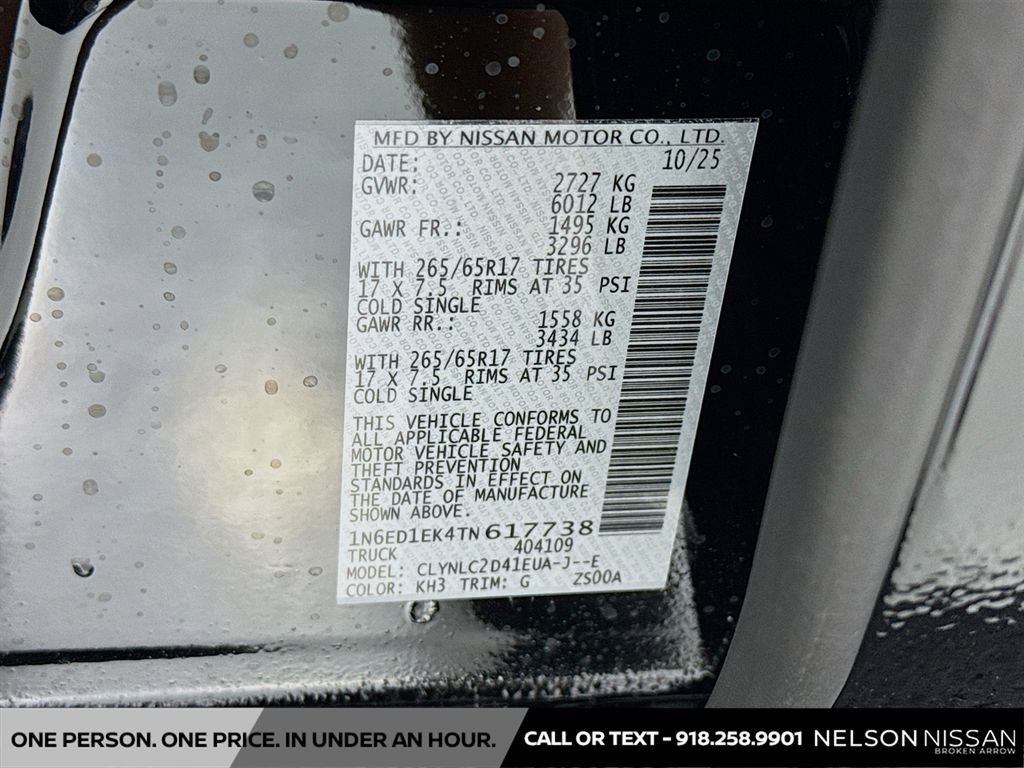 MFD BY NISSAN MOTOR CO., LTD.
DATE: 10/25
GVWR: 2727 KG
6012 LB
GAWR FR.: 1495 KG
3296 LB
WITH 265/65R17 TIRES
17 X 7.5 RIMS AT 35 PSI
COLD SINGLE
GAWR RR.: 1558 KG
3434 LB
WITH 265/65R17 TIRES
17 X 7.5 RIMS AT 35 PSI
COLD SINGLE
THIS VEHICLE CONFORMS TO
ALL APPLICABLE FEDERAL
MOTOR VEHICLE SAFETY AND
THEFT PREVENTION
STANDARDS IN EFFECT ON
THE DATE OF MANUFACTURE
SHOWN ABOVE.
1N6ED1EK4TN617738
TRUCK 404109
MODEL: CLYNLC2D41EUA-J--E
COLOR: KH3 TRIM: G ZS00A
ONE PERSON. ONE PRICE. IN UNDER AN HOUR.
CALL OR TEXT - 918.258.9901
NELSON NISSAN
BROKEN ARROW